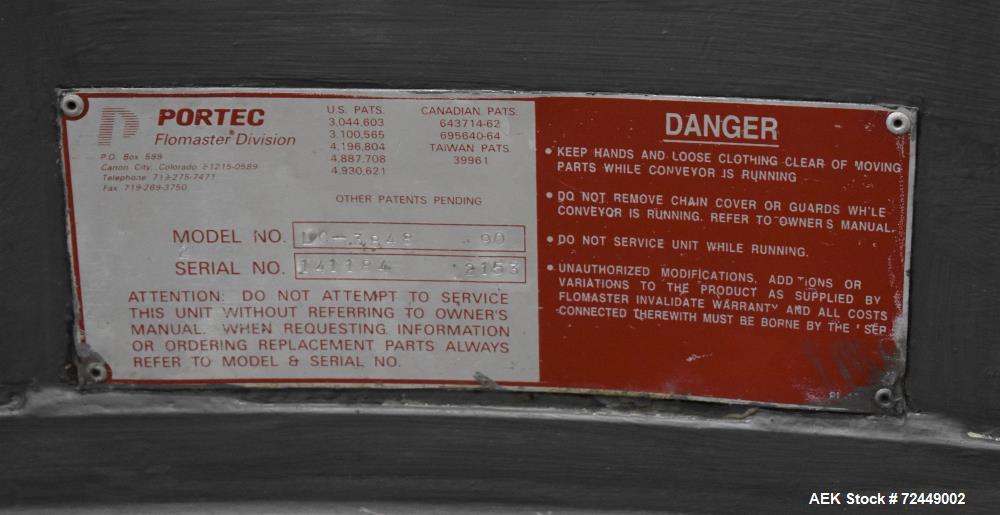 PORTEC
Flomaster® Division
P.O. Box 589
Canon City, Colorado 81215-0589
Telephone 719-275-7471
Fax 719-269-3750
U.S. PATS.
3,044,603
3,100,565
4,196,804
4,887,708
4,930,621
CANADIAN PATS.
643714-62
695640-64
TAIWAN PATS.
39961
OTHER PATENTS PENDING
MODEL NO. 90
SERIAL NO. 141184
ATTENTION: DO NOT ATTEMPT TO SERVICE
THIS UNIT WITHOUT REFERRING TO OWNER'S
MANUAL. WHEN REQUESTING INFORMATION
OR ORDERING REPLACEMENT PARTS ALWAYS
REFER TO MODEL & SERIAL NO.
DANGER
• KEEP HANDS AND LOOSE CLOTHING CLEAR OF MOVING
PARTS WHILE CONVEYOR IS RUNNING
• DO NOT REMOVE CHAIN COVER OR GUARDS WHILE
CONVEYOR IS RUNNING. REFER TO OWNER'S MANUAL.
• DO NOT SERVICE UNIT WHILE RUNNING.
• UNAUTHORIZED MODIFICATIONS, ADDITIONS OR
VARIATIONS TO THE PRODUCT AS SUPPLIED BY
FLOMASTER INVALIDATE WARRANTY AND ALL COSTS
CONNECTED THEREWITH MUST BE BORNE BY THE USER
AEK Stock # 72449002